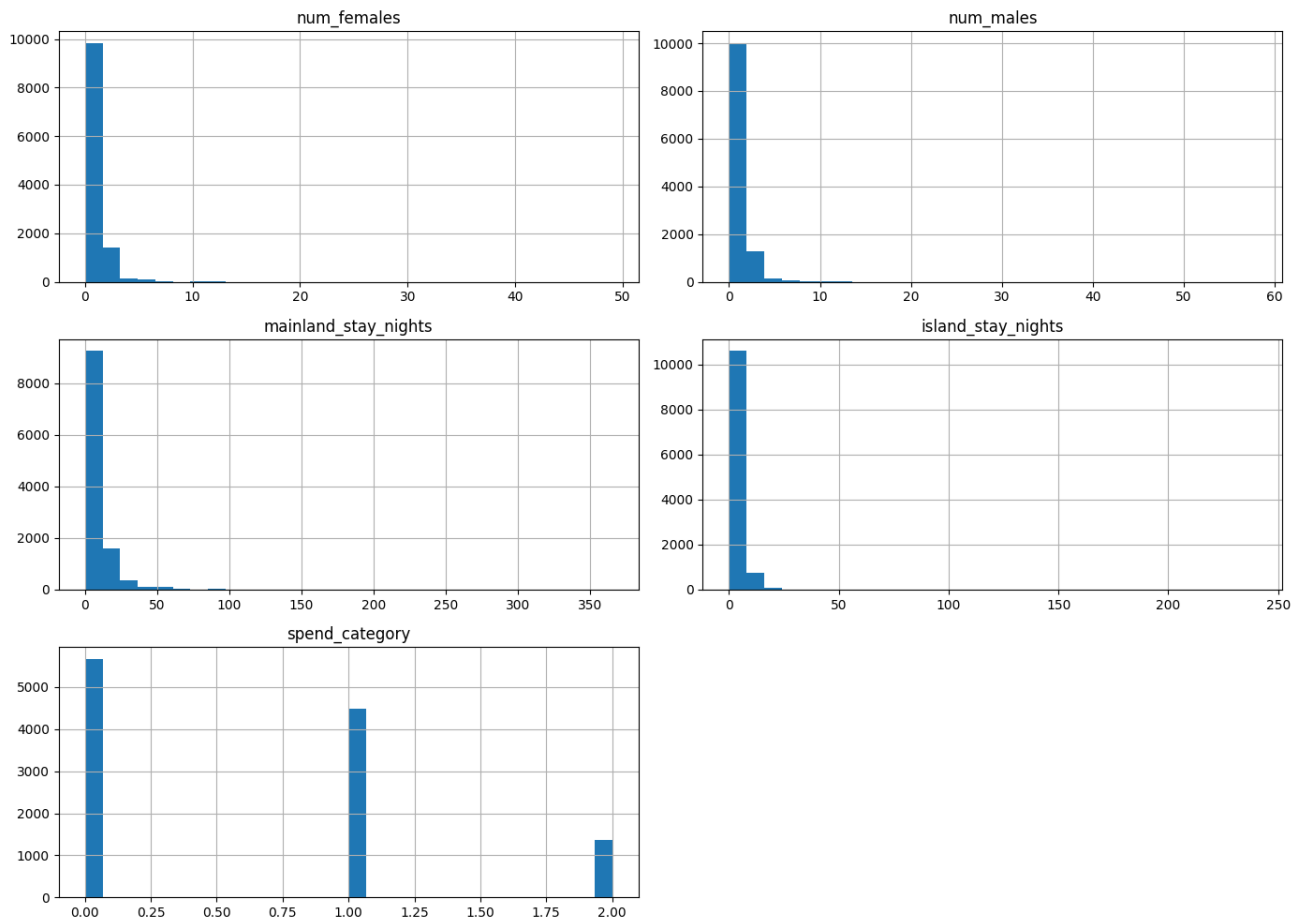 num_females
10000
8000
6000
4000
2000
0
0 10 20 30 40 50
num_males
10000
8000
6000
4000
2000
0
0 10 20 30 40 50 60
mainland_stay_nights
8000
6000
4000
2000
0
0 50 100 150 200 250 300 350
island_stay_nights
10000
8000
6000
4000
2000
0
0 50 100 150 200 250
spend_category
5000
4000
3000
2000
1000
0
0.00 0.25 0.50 0.75 1.00 1.25 1.50 1.75 2.00